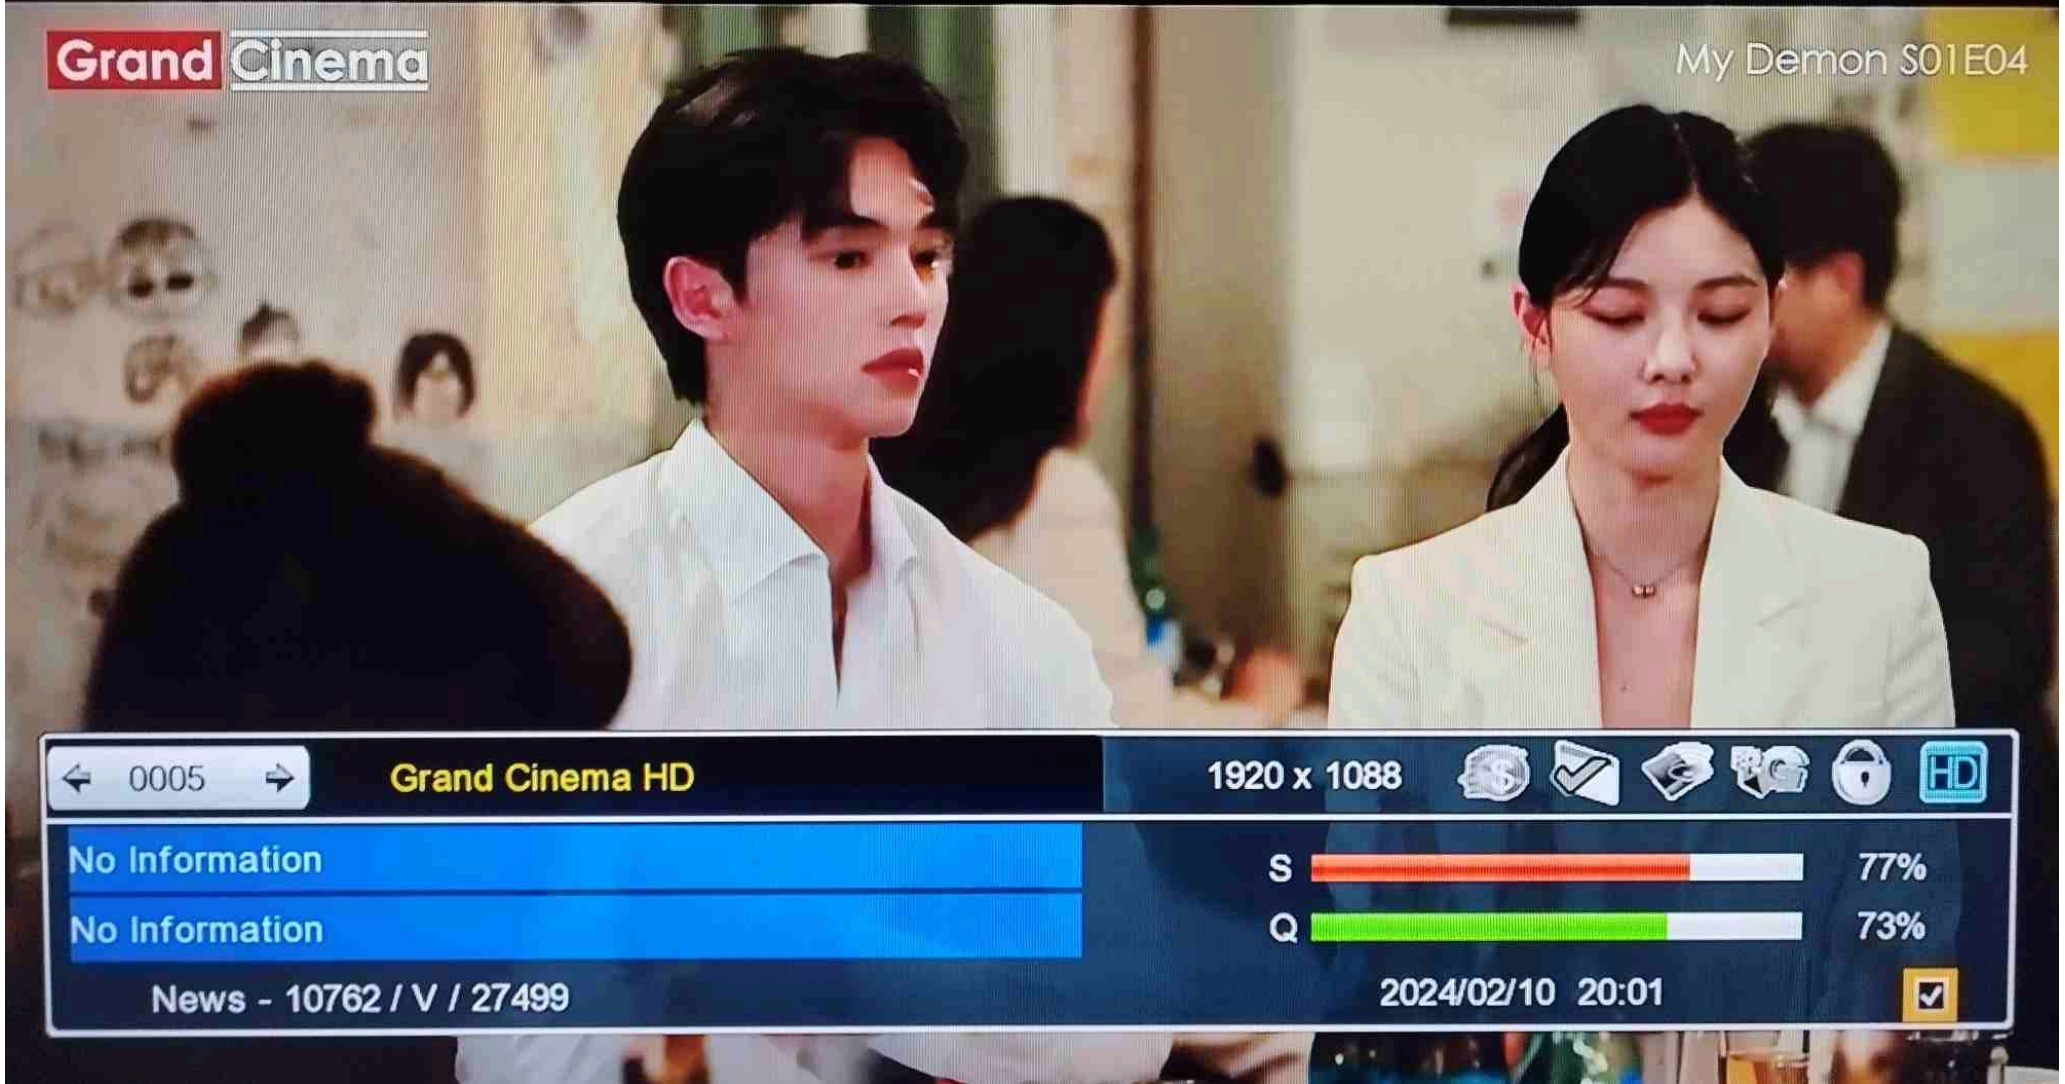 Grand Cinema
My Demon S01E04
0005
Grand Cinema HD
1920 x 1088
HD
No Information
No Information
S
77%
Q
73%
News - 10762 / V / 27499
2024/02/10 20:01